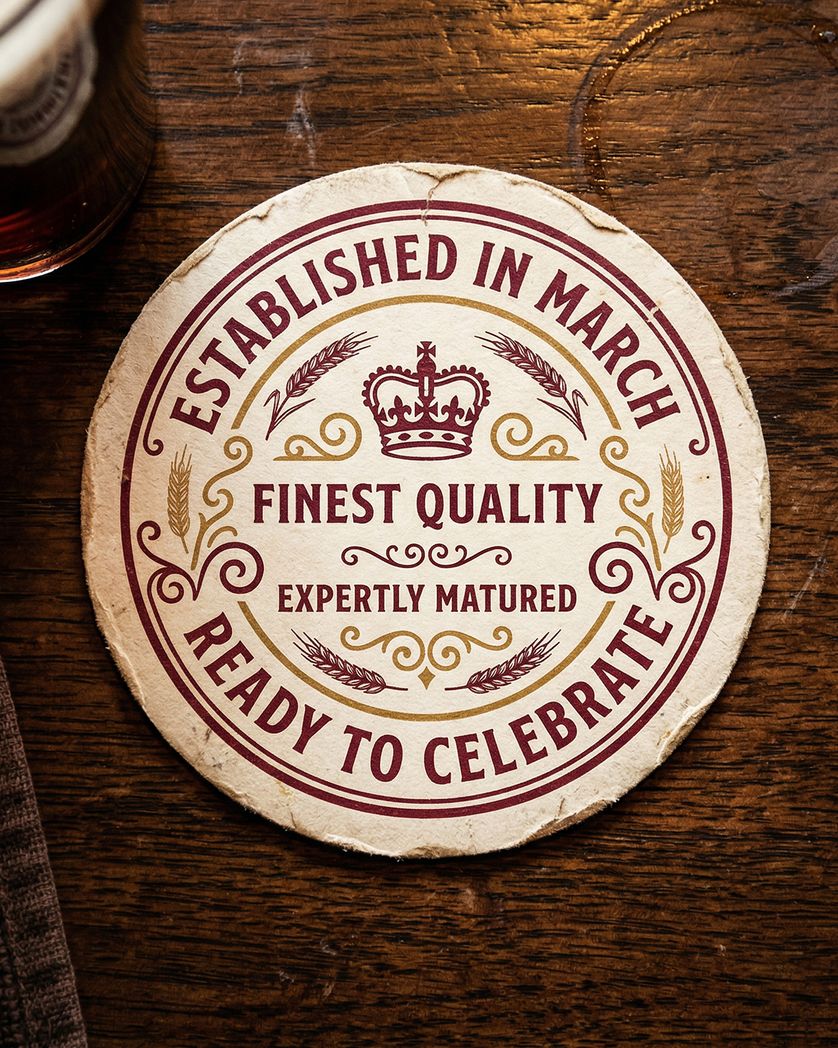 ESTABLISHED IN MARCH
FINEST QUALITY
EXPERTLY MATURED
READY TO CELEBRATE